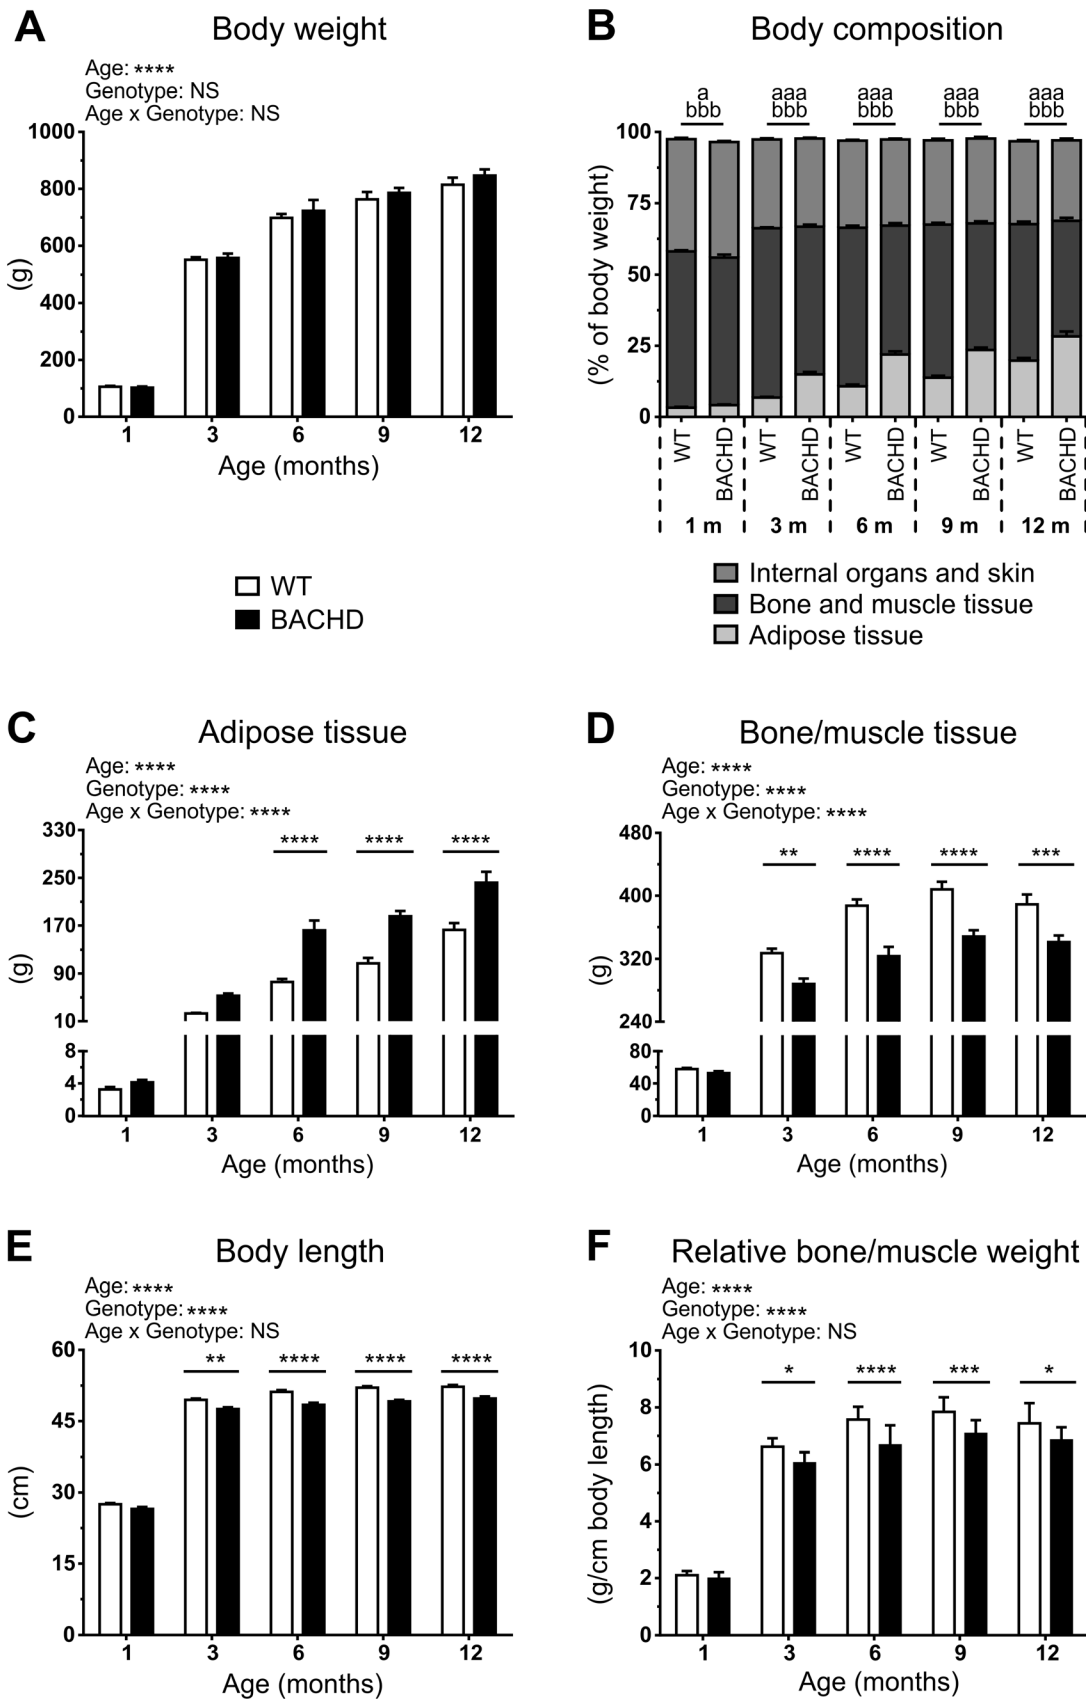 A
Body weight
Age: ****
Genotype: NS
Age x Genotype: NS
1000
800
600
400
200
0
(g)
1 3 6 9 12
Age (months)
WT
BACHD
B
Body composition
a aaa aaa aaa aaa
bbb bbb bbb bbb bbb
100
75
50
25
0
(% of body weight)
WT BACHD WT BACHD WT BACHD WT BACHD WT BACHD
1 m 3 m 6 m 9 m 12 m
Internal organs and skin
Bone and muscle tissue
Adipose tissue
C
Adipose tissue
Age: ****
Genotype: ****
Age x Genotype: ****
**** **** ****
330
250
170
90
10
8
4
0
(g)
1 3 6 9 12
Age (months)
D
Bone/muscle tissue
Age: ****
Genotype: ****
Age x Genotype: ****
** **** **** ***
480
400
320
240
80
40
0
(g)
1 3 6 9 12
Age (months)
E
Body length
Age: ****
Genotype: ****
Age x Genotype: NS
** **** **** ****
60
45
30
15
0
(cm)
1 3 6 9 12
Age (months)
F
Relative bone/muscle weight
Age: ****
Genotype: ****
Age x Genotype: NS
* **** *** *
10
8
6
4
2
0
(g/cm body length)
1 3 6 9 12
Age (months)